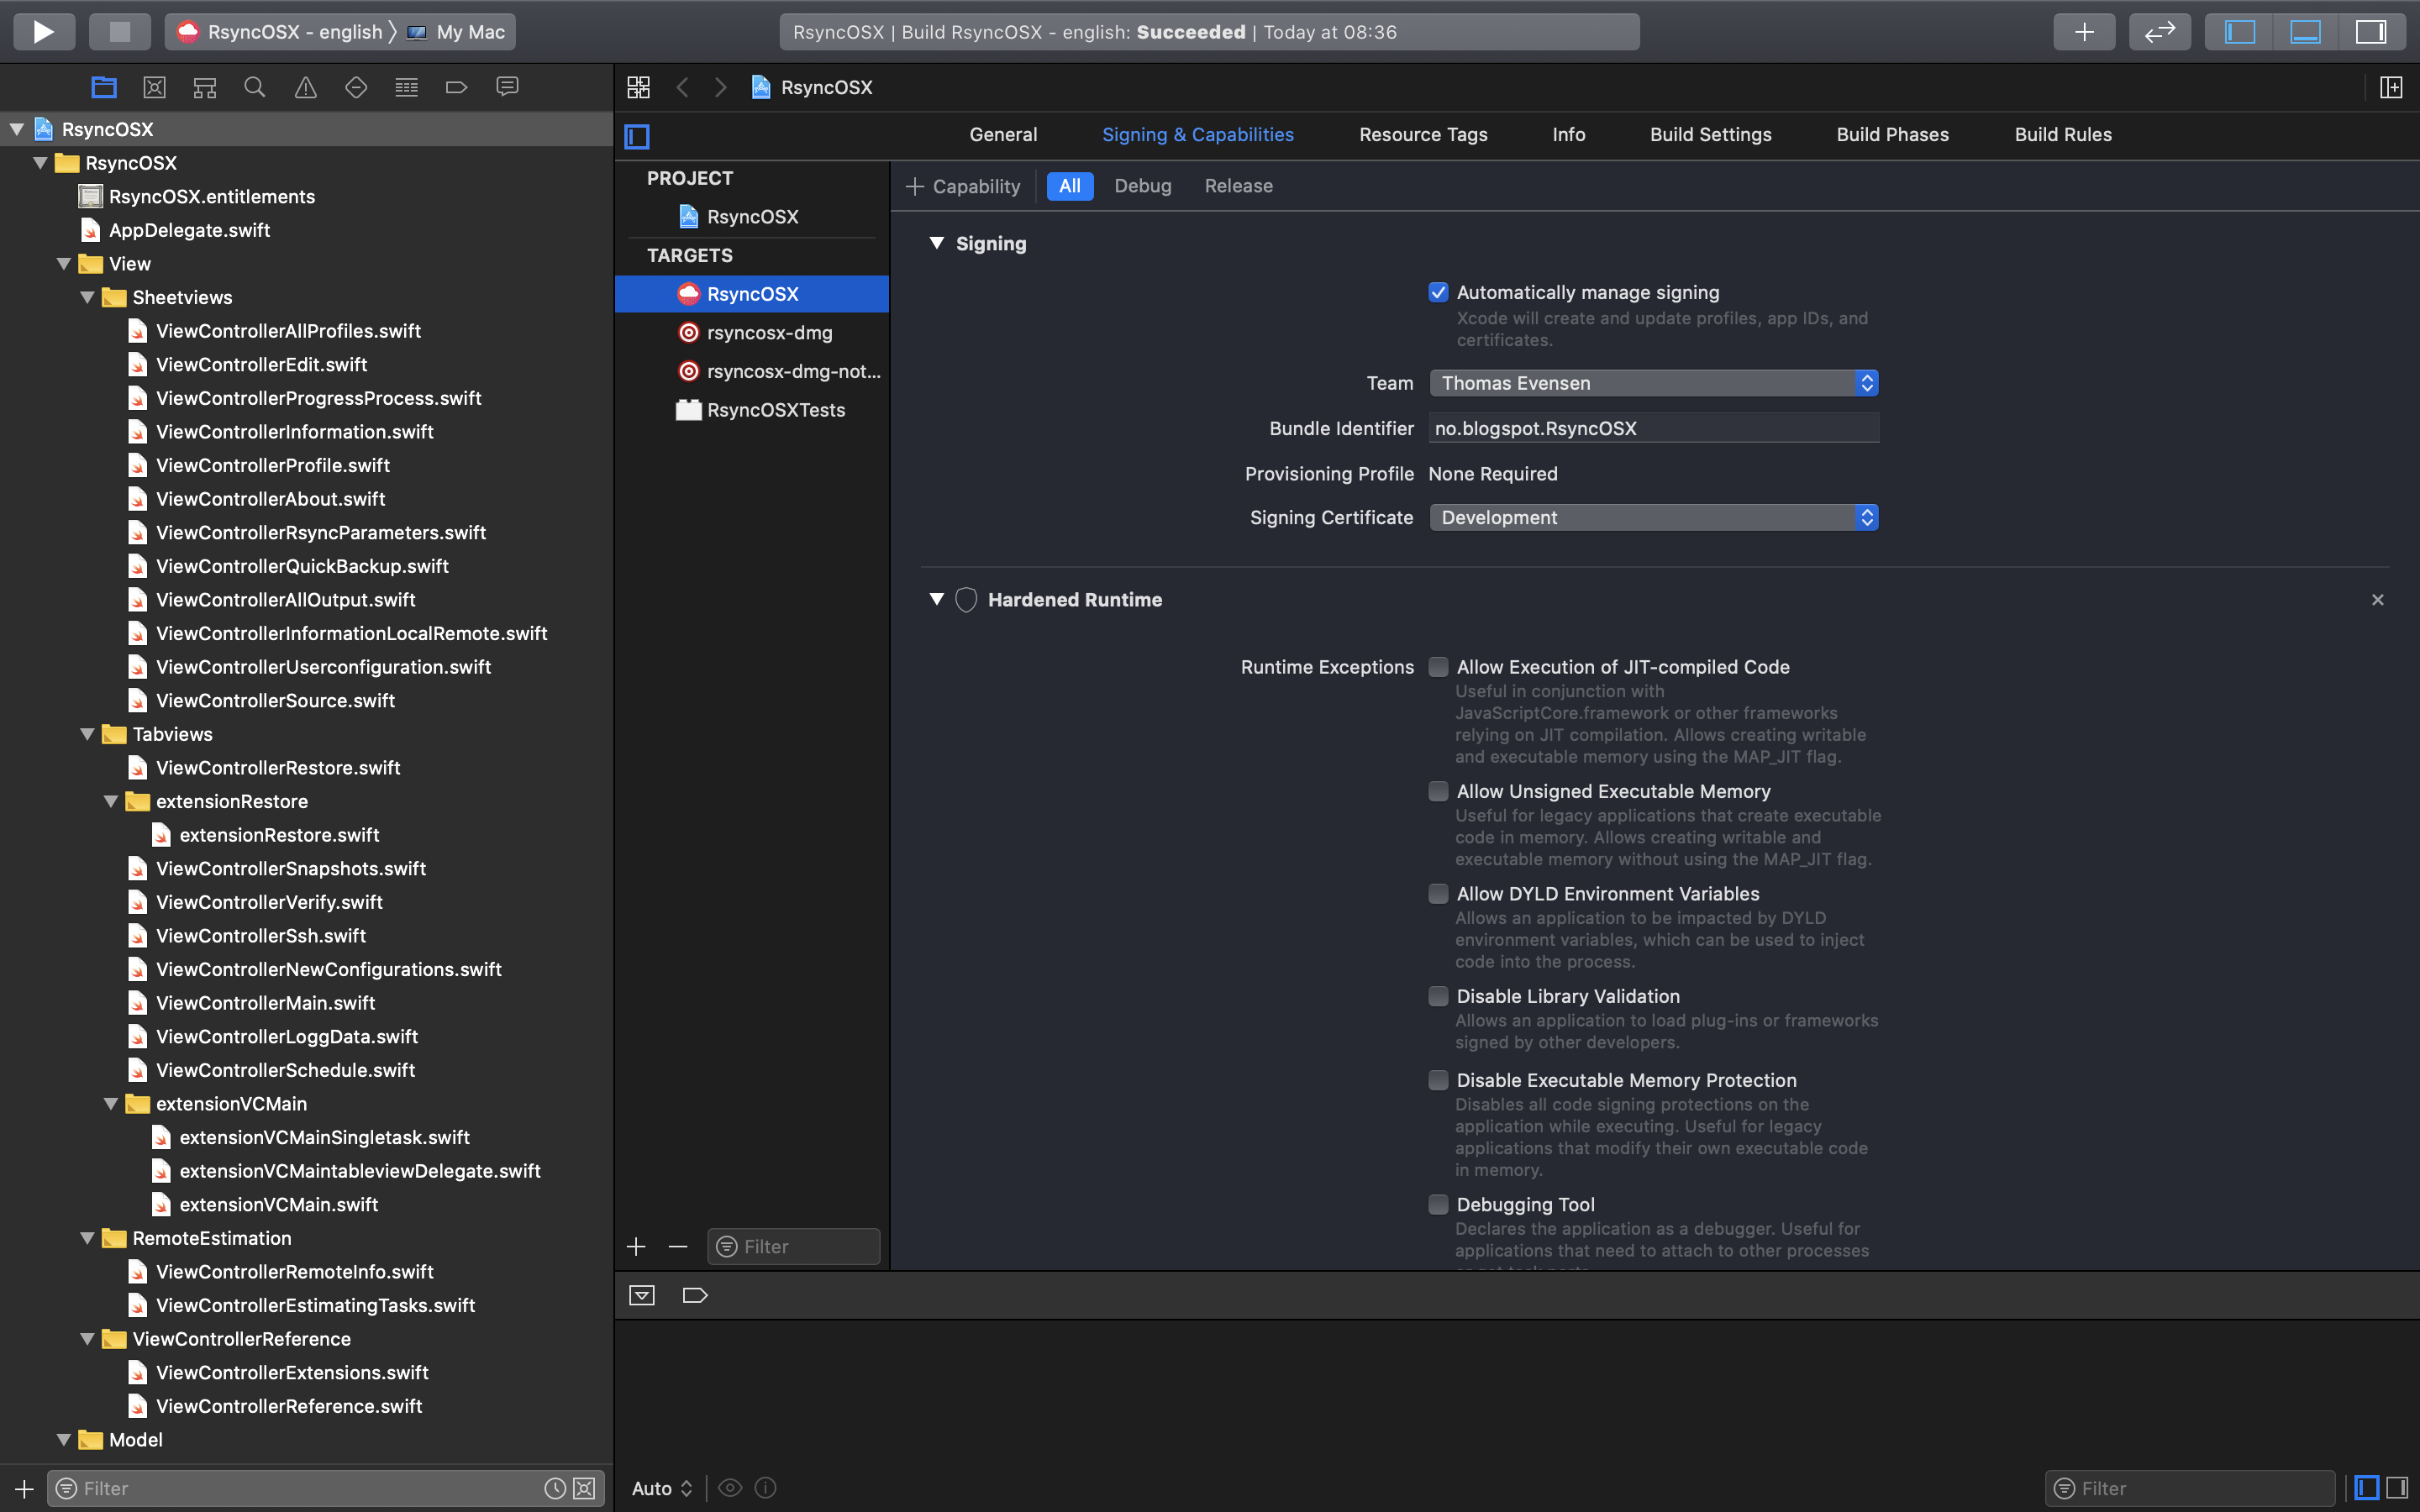 RsyncOSX - english 〉 My Mac
RsyncOSX | Build RsyncOSX - english: Succeeded | Today at 08:36
RsyncOSX
RsyncOSX
RsyncOSX.entitlements
AppDelegate.swift
View
Sheetviews
ViewControllerAllProfiles.swift
ViewControllerEdit.swift
ViewControllerProgressProcess.swift
ViewControllerInformation.swift
ViewControllerProfile.swift
ViewControllerAbout.swift
ViewControllerRsyncParameters.swift
ViewControllerQuickBackup.swift
ViewControllerAllOutput.swift
ViewControllerInformationLocalRemote.swift
ViewControllerUserconfiguration.swift
ViewControllerSource.swift
Tabviews
ViewControllerRestore.swift
extensionRestore
extensionRestore.swift
ViewControllerSnapshots.swift
ViewControllerVerify.swift
ViewControllerSsh.swift
ViewControllerNewConfigurations.swift
ViewControllerMain.swift
ViewControllerLoggData.swift
ViewControllerSchedule.swift
extensionVCMain
extensionVCMainSingletask.swift
extensionVCMaintableviewDelegate.swift
extensionVCMain.swift
RemoteEstimation
ViewControllerRemoteInfo.swift
ViewControllerEstimatingTasks.swift
ViewControllerReference
ViewControllerExtensions.swift
ViewControllerReference.swift
Model
Filter
RsyncOSX
General Signing & Capabilities Resource Tags Info Build Settings Build Phases Build Rules
PROJECT
RsyncOSX
TARGETS
RsyncOSX
rsyncosx-dmg
rsyncosx-dmg-not...
RsyncOSXTests
Filter
+ Capability All Debug Release
Signing
Automatically manage signing
Xcode will create and update profiles, app IDs, and
certificates.
Team Thomas Evensen
Bundle Identifier no.blogspot.RsyncOSX
Provisioning Profile None Required
Signing Certificate Development
Hardened Runtime
Runtime Exceptions Allow Execution of JIT-compiled Code
Useful in conjunction with
JavaScriptCore.framework or other frameworks
relying on JIT compilation. Allows creating writable
and executable memory using the MAP_JIT flag.
Allow Unsigned Executable Memory
Useful for legacy applications that create executable
code in memory. Allows creating writable and
executable memory without using the MAP_JIT flag.
Allow DYLD Environment Variables
Allows an application to be impacted by DYLD
environment variables, which can be used to inject
code into the process.
Disable Library Validation
Allows an application to load plug-ins or frameworks
signed by other developers.
Disable Executable Memory Protection
Disables all code signing protections on the
application while executing. Useful for legacy
applications that modify their own executable code
in memory.
Debugging Tool
Declares the application as a debugger. Useful for
applications that need to attach to other processes
Auto
Filter